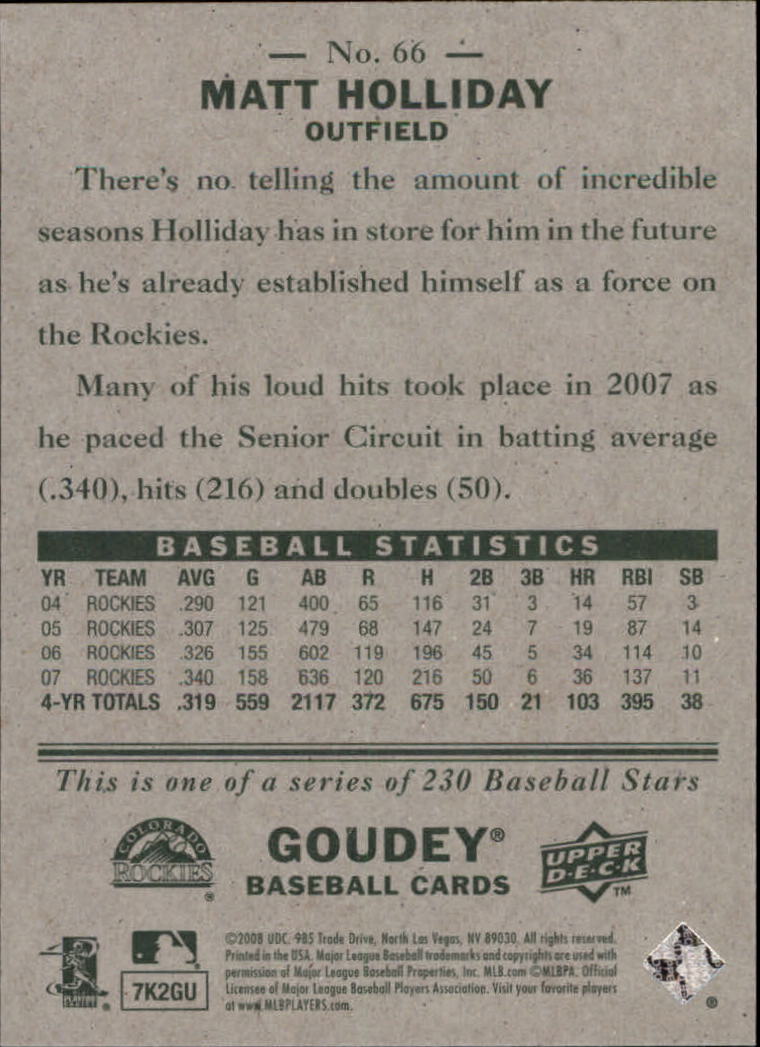 — No. 66 —
MATT HOLLIDAY
OUTFIELD
There's no telling the amount of incredible
seasons Holliday has in store for him in the future
as he's already established himself as a force on
the Rockies.
Many of his loud hits took place in 2007 as
he paced the Senior Circuit in batting average
(.340), hits (216) and doubles (50).
BASEBALL STATISTICS
YR TEAM AVG G AB R H 2B 3B HR RBI SB
04 ROCKIES .290 121 400 65 116 31 3 14 57 3
05 ROCKIES .307 125 479 68 147 24 7 19 87 14
06 ROCKIES .326 155 602 119 196 45 5 34 114 10
07 ROCKIES .340 158 636 120 216 50 6 36 137 11
4-YR TOTALS .319 559 2117 372 675 150 21 103 395 38
This is one of a series of 230 Baseball Stars
COLORADO
ROCKIES
®
GOUDEY®
BASEBALL CARDS
UPPER
D·E·C·K
TM
7K2GU
©2008 UDC. 985 Trade Drive, North Las Vegas, NV 89030. All rights reserved.
Printed in the USA. Major League Baseball trademarks and copyrights are used with
permission of Major League Baseball Properties, Inc. MLB.com ©MLBPA. Official
Licensee of Major League Baseball Players Association. Visit your favorite players
at www.MLBPLAYERS.com.
®